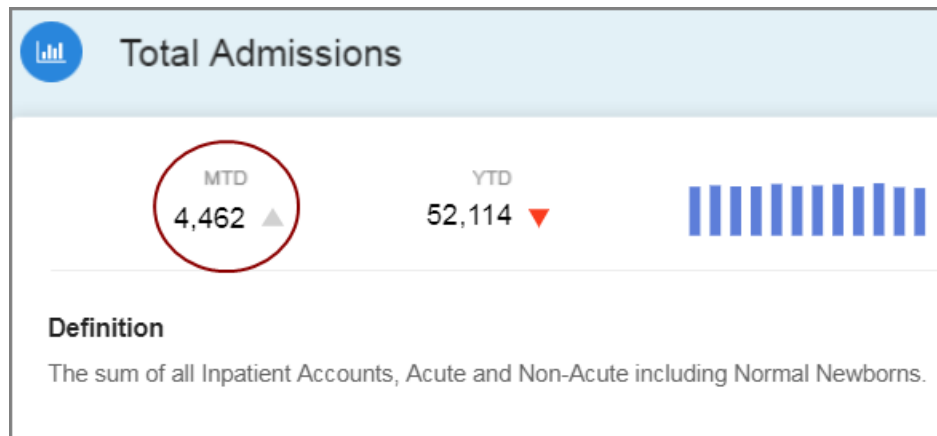 Total Admissions
MTD YTD
4,462 52,114
Definition
The sum of all Inpatient Accounts, Acute and Non-Acute including Normal Newborns.